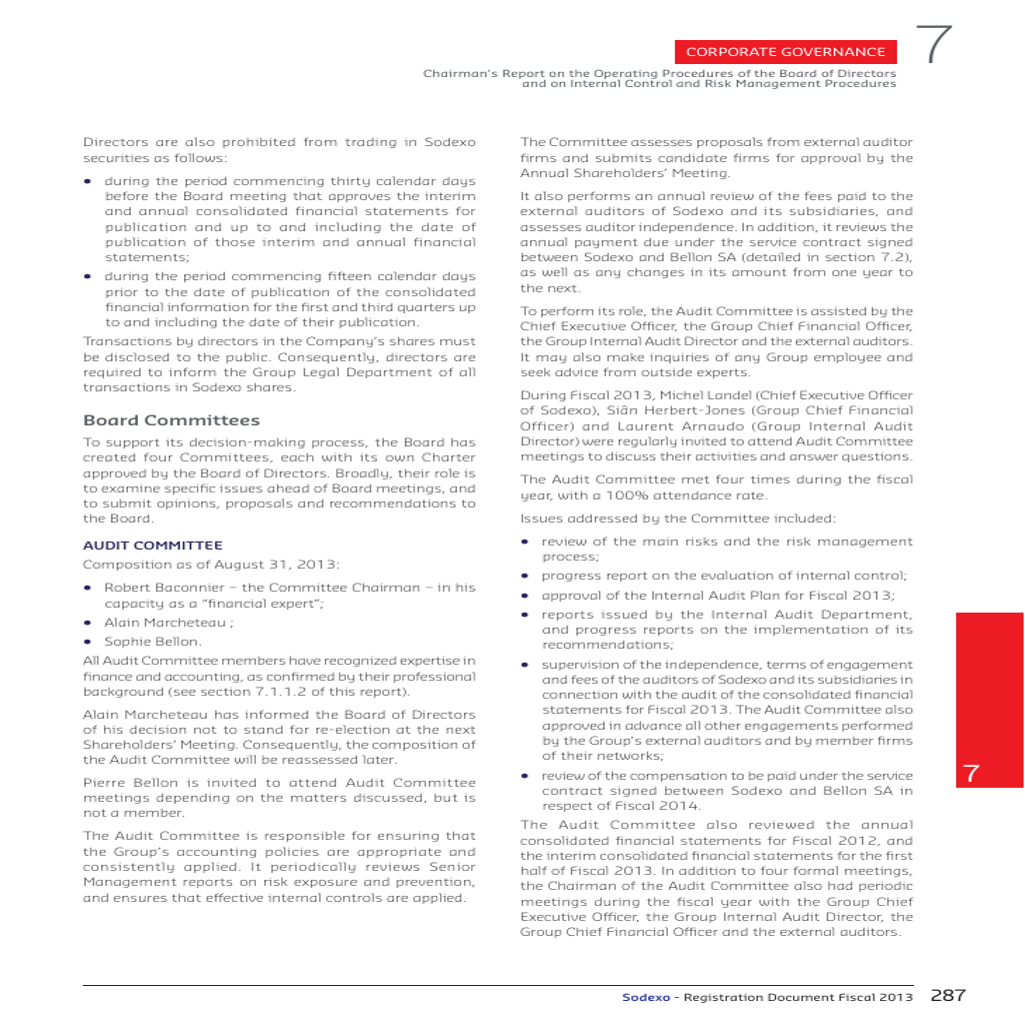 CORPORATE GOVERNANCE
7
Chairman's Report on the Operating Procedures of the Board of Directors
and on Internal Control and Risk Management Procedures
Directors are also prohibited from trading in Sodexo
securities as follows:
• during the period commencing thirty calendar days
before the Board meeting that approves the interim
and annual consolidated financial statements for
publication and up to and including the date of
publication of those interim and annual financial
statements;
• during the period commencing fifteen calendar days
prior to the date of publication of the consolidated
financial information for the first and third quarters up
to and including the date of their publication.
Transactions by directors in the Company's shares must
be disclosed to the public. Consequently, directors are
required to inform the Group Legal Department of all
transactions in Sodexo shares.
Board Committees
To support its decision-making process, the Board has
created four Committees, each with its own Charter
approved by the Board of Directors. Broadly, their role is
to examine specific issues ahead of Board meetings, and
to submit opinions, proposals and recommendations to
the Board.
AUDIT COMMITTEE
Composition as of August 31, 2013:
• Robert Baconnier – the Committee Chairman – in his
capacity as a "financial expert";
• Alain Marcheteau ;
• Sophie Bellon.
All Audit Committee members have recognized expertise in
finance and accounting, as confirmed by their professional
background (see section 7.1.1.2 of this report).
Alain Marcheteau has informed the Board of Directors
of his decision not to stand for re-election at the next
Shareholders' Meeting. Consequently, the composition of
the Audit Committee will be reassessed later.
Pierre Bellon is invited to attend Audit Committee
meetings depending on the matters discussed, but is
not a member.
The Audit Committee is responsible for ensuring that
the Group's accounting policies are appropriate and
consistently applied. It periodically reviews Senior
Management reports on risk exposure and prevention,
and ensures that effective internal controls are applied.
The Committee assesses proposals from external auditor
firms and submits candidate firms for approval by the
Annual Shareholders' Meeting.
It also performs an annual review of the fees paid to the
external auditors of Sodexo and its subsidiaries, and
assesses auditor independence. In addition, it reviews the
annual payment due under the service contract signed
between Sodexo and Bellon SA (detailed in section 7.2),
as well as any changes in its amount from one year to
the next.
To perform its role, the Audit Committee is assisted by the
Chief Executive Officer, the Group Chief Financial Officer,
the Group Internal Audit Director and the external auditors.
It may also make inquiries of any Group employee and
seek advice from outside experts.
During Fiscal 2013, Michel Landel (Chief Executive Officer
of Sodexo), Siân Herbert-Jones (Group Chief Financial
Officer) and Laurent Arnaudo (Group Internal Audit
Director) were regularly invited to attend Audit Committee
meetings to discuss their activities and answer questions.
The Audit Committee met four times during the fiscal
year, with a 100% attendance rate.
Issues addressed by the Committee included:
• review of the main risks and the risk management
process;
• progress report on the evaluation of internal control;
• approval of the Internal Audit Plan for Fiscal 2013;
• reports issued by the Internal Audit Department,
and progress reports on the implementation of its
recommendations;
• supervision of the independence, terms of engagement
and fees of the auditors of Sodexo and its subsidiaries in
connection with the audit of the consolidated financial
statements for Fiscal 2013. The Audit Committee also
approved in advance all other engagements performed
by the Group's external auditors and by member firms
of their networks;
• review of the compensation to be paid under the service
contract signed between Sodexo and Bellon SA in
respect of Fiscal 2014.
The Audit Committee also reviewed the annual
consolidated financial statements for Fiscal 2012, and
the interim consolidated financial statements for the first
half of Fiscal 2013. In addition to four formal meetings,
the Chairman of the Audit Committee also had periodic
meetings during the fiscal year with the Group Chief
Executive Officer, the Group Internal Audit Director, the
Group Chief Financial Officer and the external auditors.
7
Sodexo - Registration Document Fiscal 2013 287